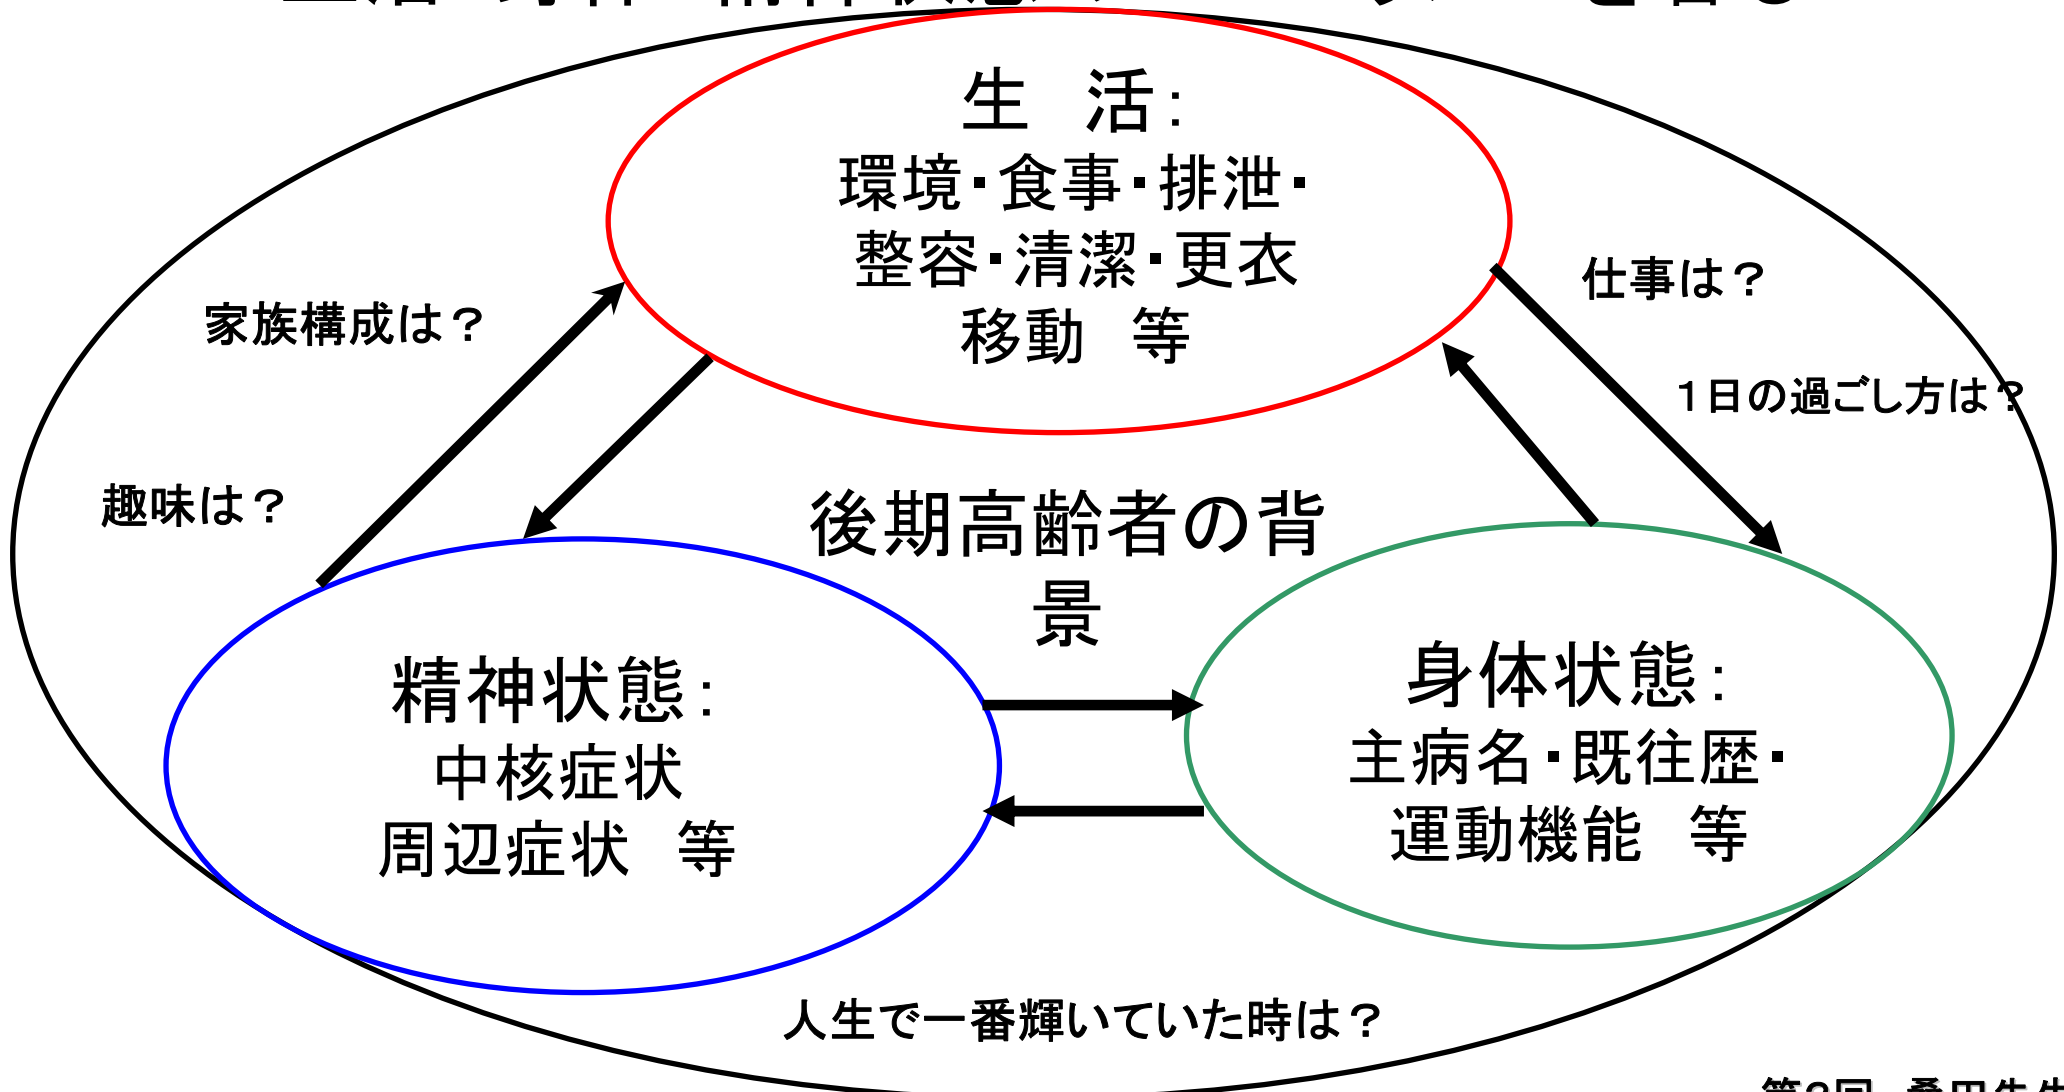 生　活：
環境・食事・排泄・
整容・清潔・更衣
移動　等
仕事は？
家族構成は？
１日の過ごし方は？
趣味は？
後期高齢者の背
景
精神状態：
中核症状
周辺症状　等
身体状態：
主病名・既往歴・
運動機能　等
人生で一番輝いていた時は？